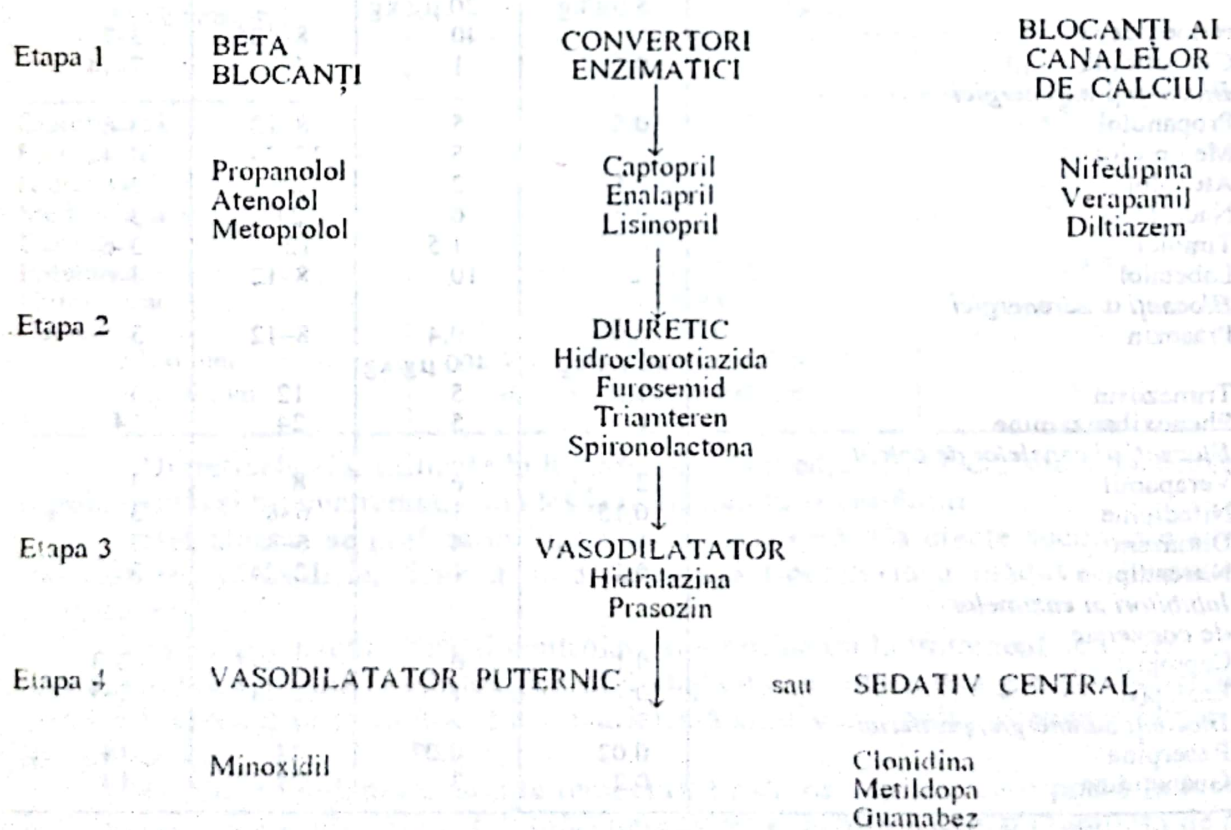 Etapa 1
BETA
BLOCANȚI
CONVERTORI
ENZIMATICI
BLOCANȚI AI
CANALELOR
DE CALCIU
Propanolol
Atenolol
Metoprolol
Captopril
Enalapril
Lisinopril
Nifedipina
Verapamil
Diltiazem
Etapa 2
DIURETIC
Hidroclorotiazida
Furosemid
Triamteren
Spironolactona
Etapa 3
VASODILATATOR
Hidralazina
Prasozin
Etapa 4
VASODILATATOR PUTERNIC
sau
SEDATIV CENTRAL
Minoxidil
Clonidina
Metildopa
Guanabez